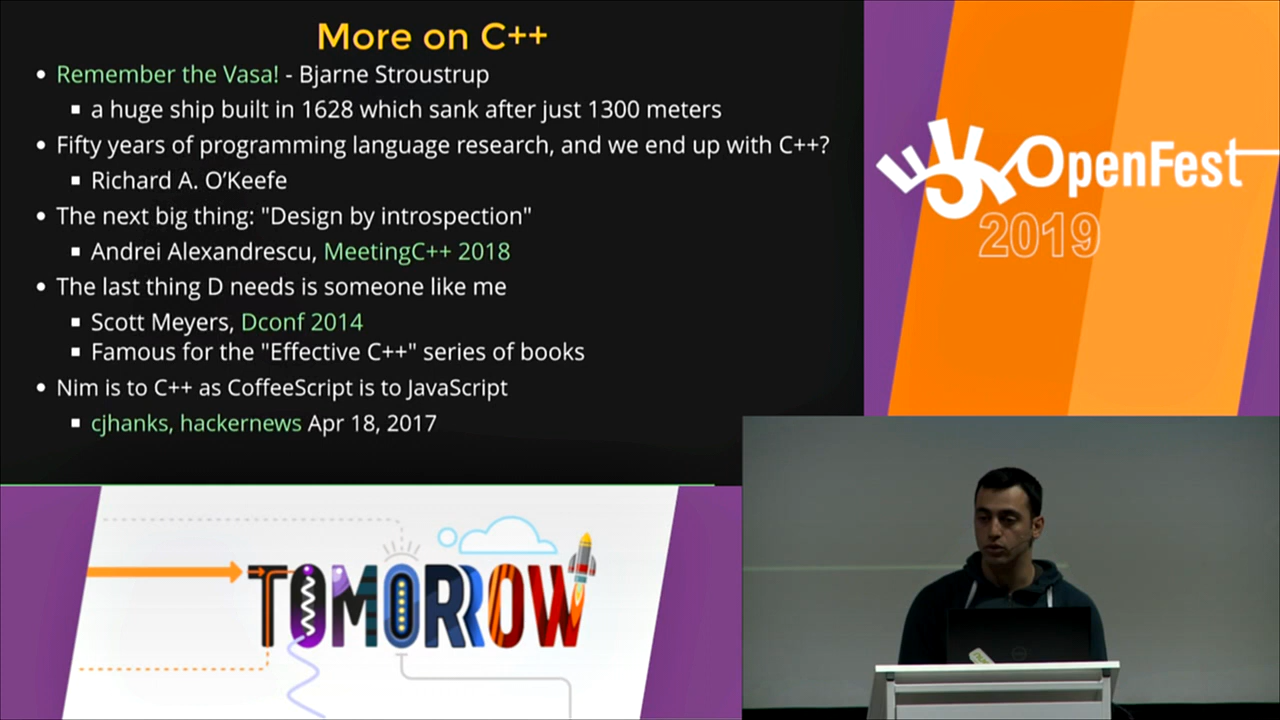 More on C++
Remember the Vasa! - Bjarne Stroustrup
a huge ship built in 1628 which sank after just 1300 meters
Fifty years of programming language research, and we end up with C++?
Richard A. O'Keefe
The next big thing: "Design by introspection"
Andrei Alexandrescu, MeetingC++ 2018
The last thing D needs is someone like me
Scott Meyers, Dconf 2014
Famous for the "Effective C++" series of books
Nim is to C++ as CoffeeScript is to JavaScript
cjhanks, hackernews Apr 18, 2017
OpenFest
2019
TOMORROW